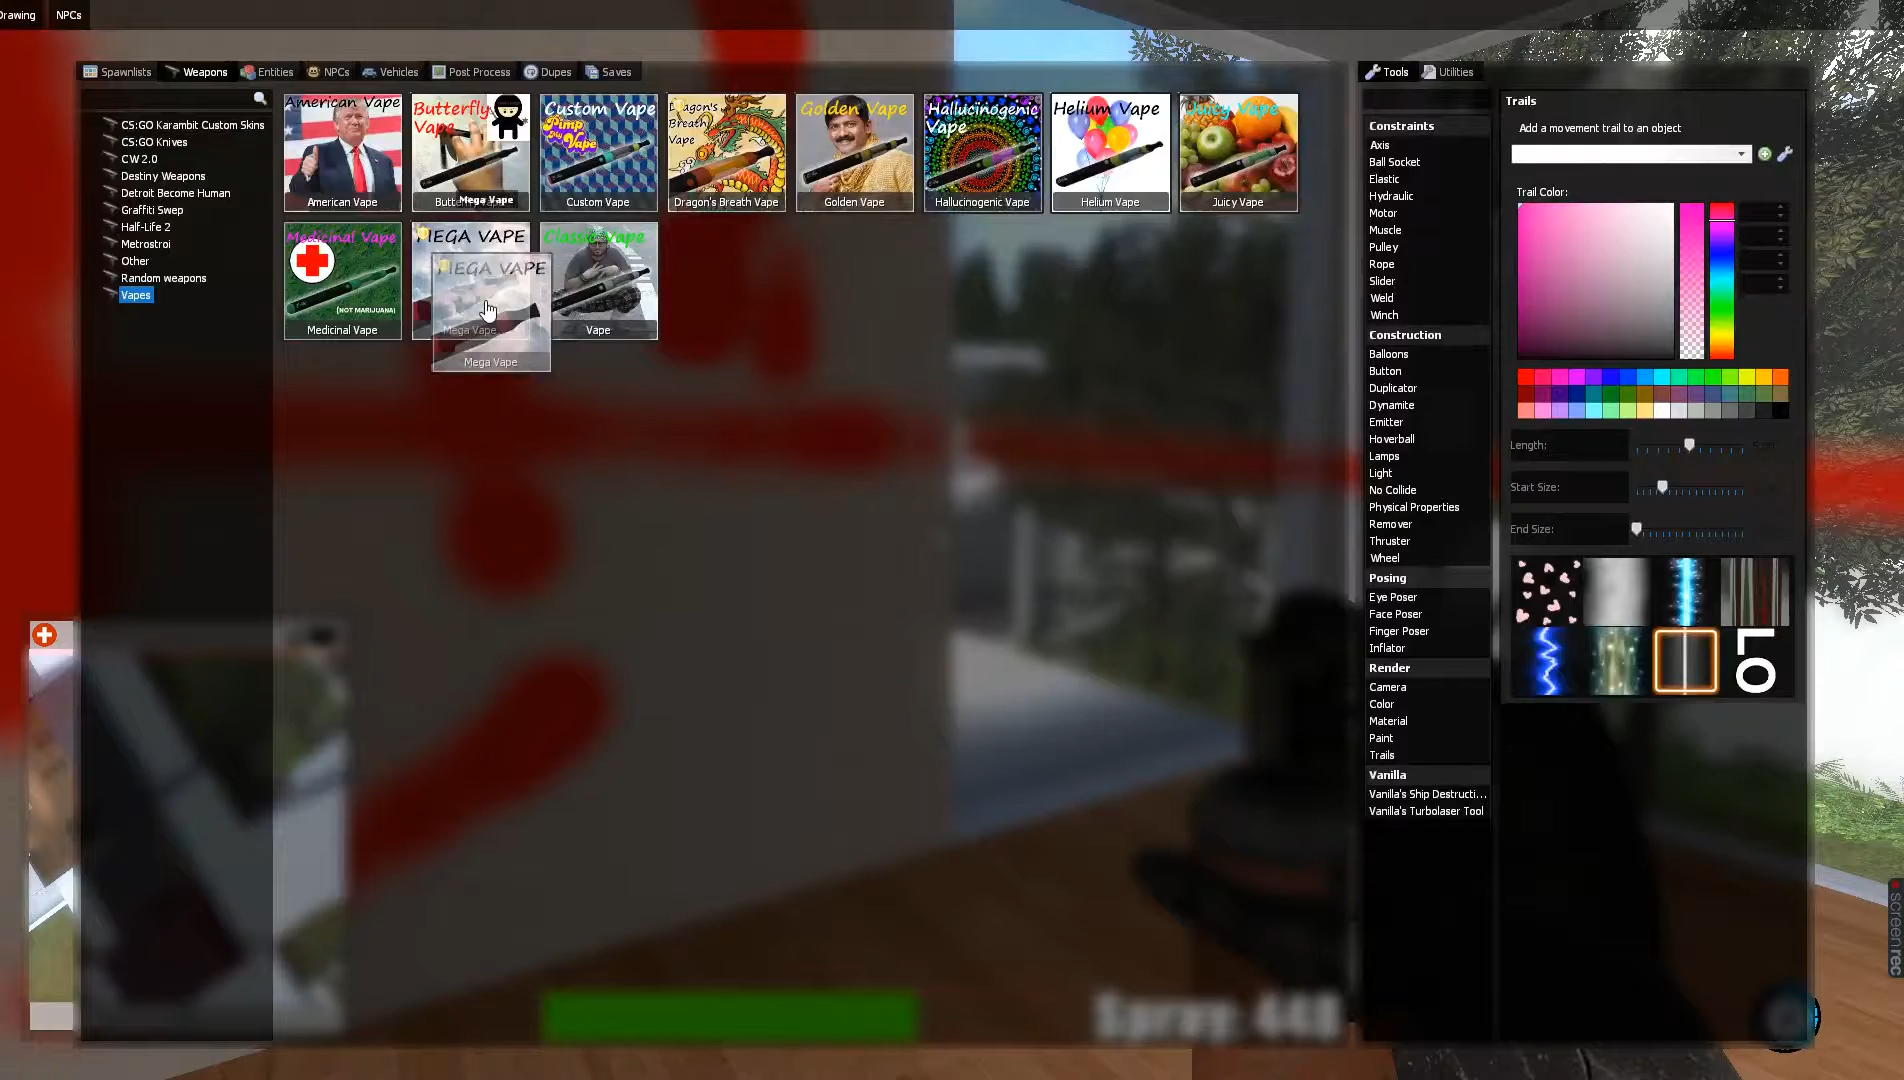 Drawing NPCs
Spawnlists Weapons Entities NPCs Vehicles Post Process Dupes Saves
Tools Utilities
CS:GO Karambit Custom Skins
CS:GO Knives
CW 2.0
Destiny Weapons
Detroit Become Human
Graffiti Swep
Half-Life 2
Metrostroi
Other
Random weapons
Vapes
American Vape
American Vape
Butterfly
Vape
Mega Vape
Custom Vape
Pimp
My
Vape
Custom Vape
Dragon's
Breath
Vape
Dragon's Breath Vape
Golden Vape
Golden Vape
Hallucinogenic
Vape
Hallucinogenic Vape
Helium Vape
Helium Vape
Juicy Vape
Juicy Vape
Medicinal Vape
(NOT MARIJUANA)
Medicinal Vape
MEGA VAPE
Mega Vape
MEGA VAPE
Mega Vape
Classic Vape
Vape
Constraints
Axis
Ball Socket
Elastic
Hydraulic
Motor
Muscle
Pulley
Rope
Slider
Weld
Winch
Construction
Balloons
Button
Duplicator
Dynamite
Emitter
Hoverball
Lamps
Light
No Collide
Physical Properties
Remover
Thruster
Wheel
Posing
Eye Poser
Face Poser
Finger Poser
Inflator
Render
Camera
Color
Material
Paint
Trails
Vanilla
Vanilla's Ship Destructi...
Vanilla's Turbolaser Tool
Trails
Add a movement trail to an object
Trail Color:
Length:
Start Size:
End Size:
LO
Spray: 448
screenrec